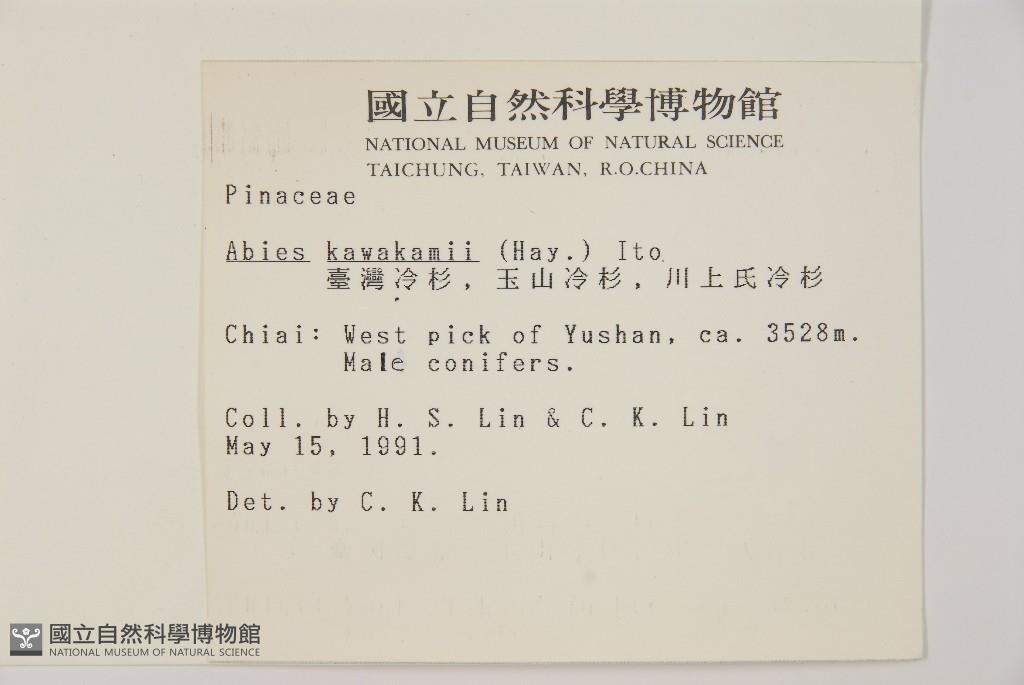 國立自然科學博物館
NATIONAL MUSEUM OF NATURAL SCIENCE
TAICHUNG, TAIWAN, R.O.CHINA
Pinaceae
Abies kawakamii (Hay.) Ito
臺灣冷杉, 玉山冷杉, 川上氏冷杉
Chiai: West pick of Yushan, ca. 3528m.
Male conifers.
Coll. by H. S. Lin & C. K. Lin
May 15, 1991.
Det. by C. K. Lin
國立自然科學博物館
NATIONAL MUSEUM OF NATURAL SCIENCE